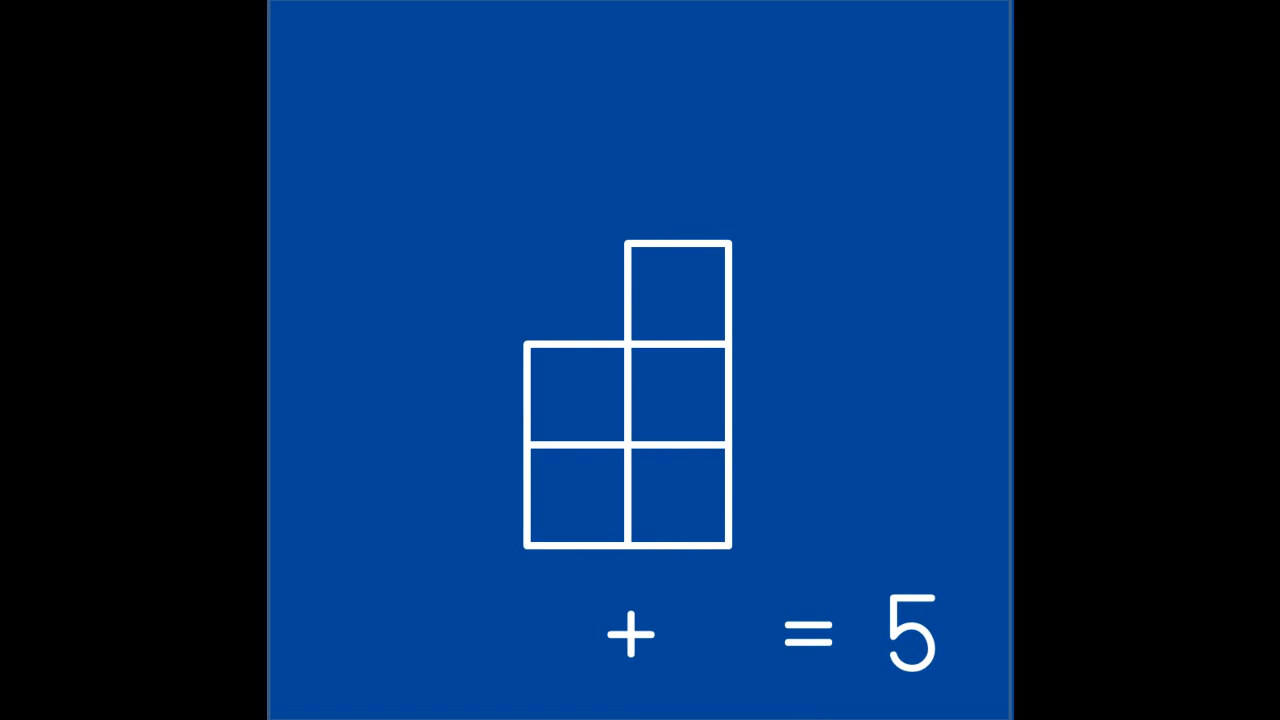 + = 5